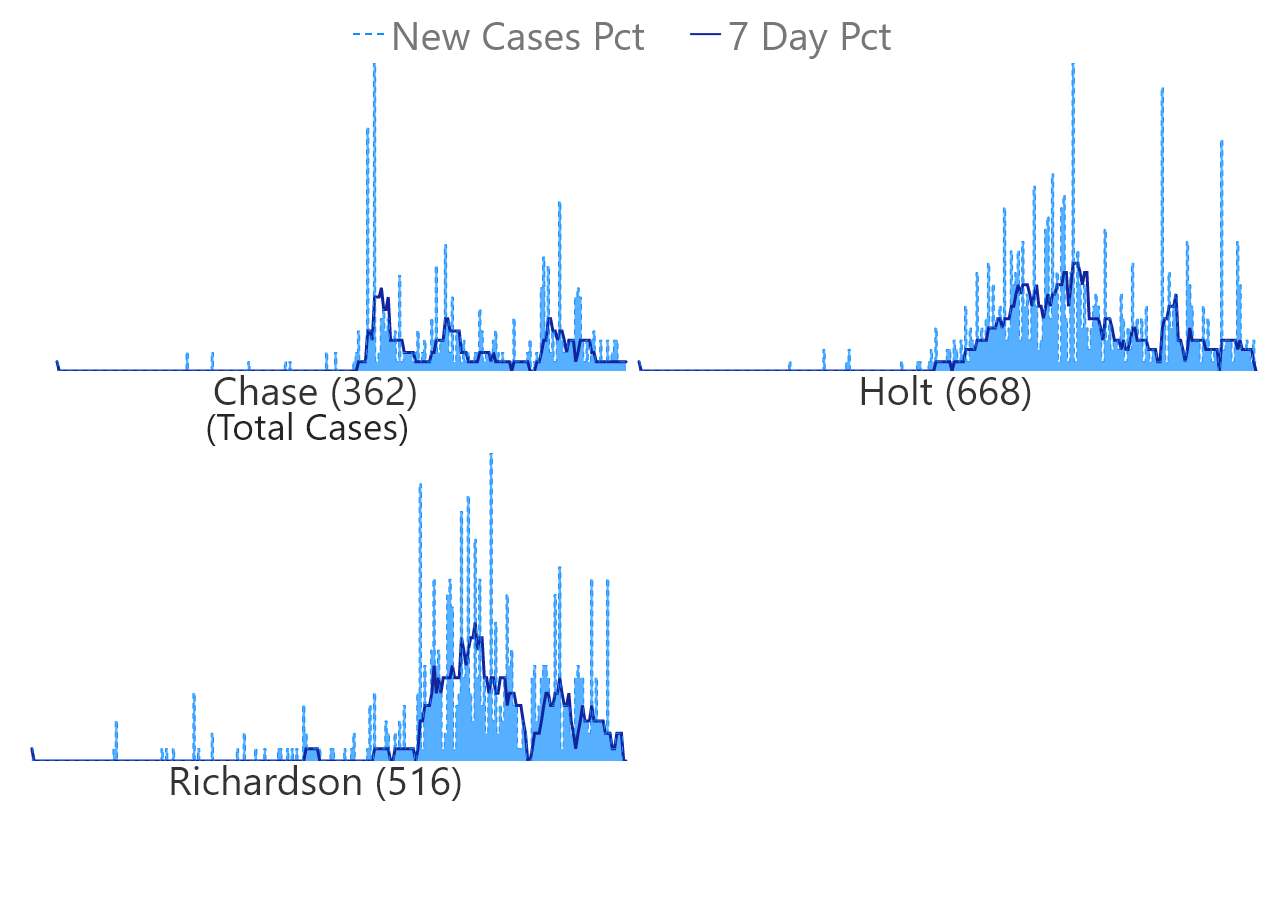 New Cases Pct 7 Day Pct
Chase (362) Holt (668)
(Total Cases)
Richardson (516)